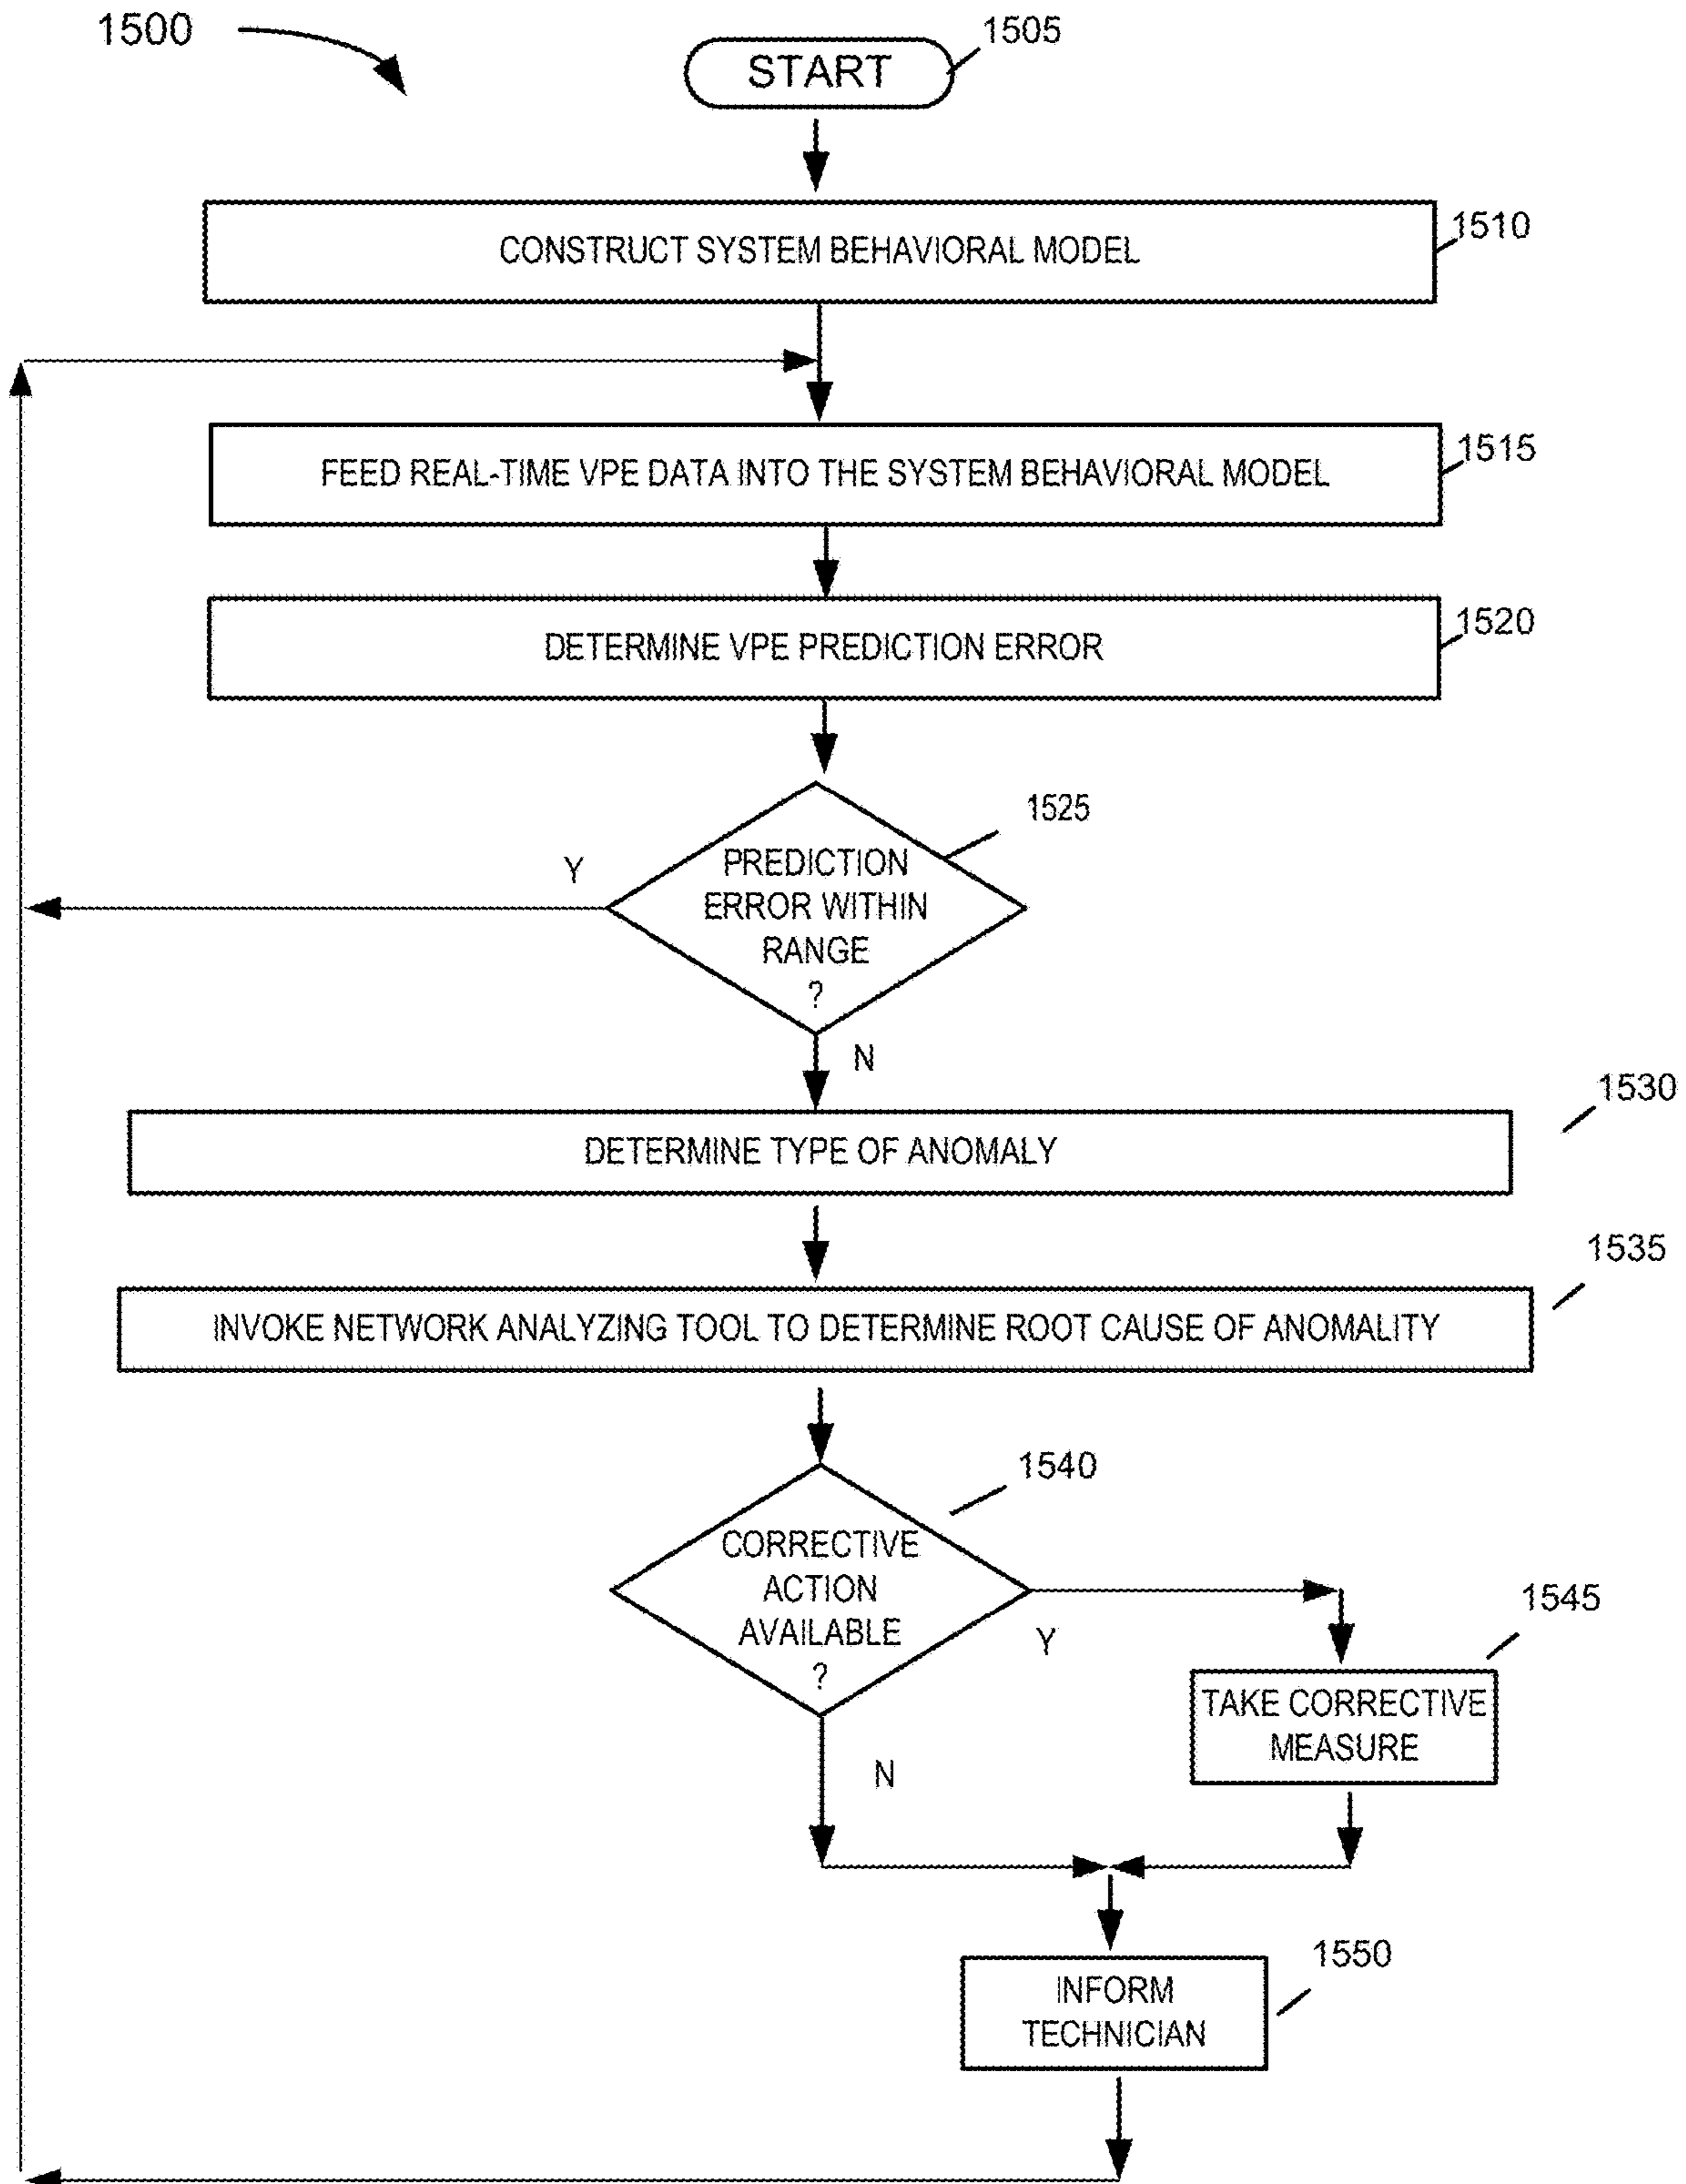 1500
START
1505
CONSTRUCT SYSTEM BEHAVIORAL MODEL
1510
FEED REAL-TIME VPE DATA INTO THE SYSTEM BEHAVIORAL MODEL
1515
DETERMINE VPE PREDICTION ERROR
1520
1525
PREDICTION
ERROR WITHIN
RANGE
?
Y
N
1530
DETERMINE TYPE OF ANOMALY
1535
INVOKE NETWORK ANALYZING TOOL TO DETERMINE ROOT CAUSE OF ANOMALITY
1540
CORRECTIVE
ACTION
AVAILABLE
?
Y
N
1545
TAKE CORRECTIVE
MEASURE
1550
INFORM
TECHNICIAN